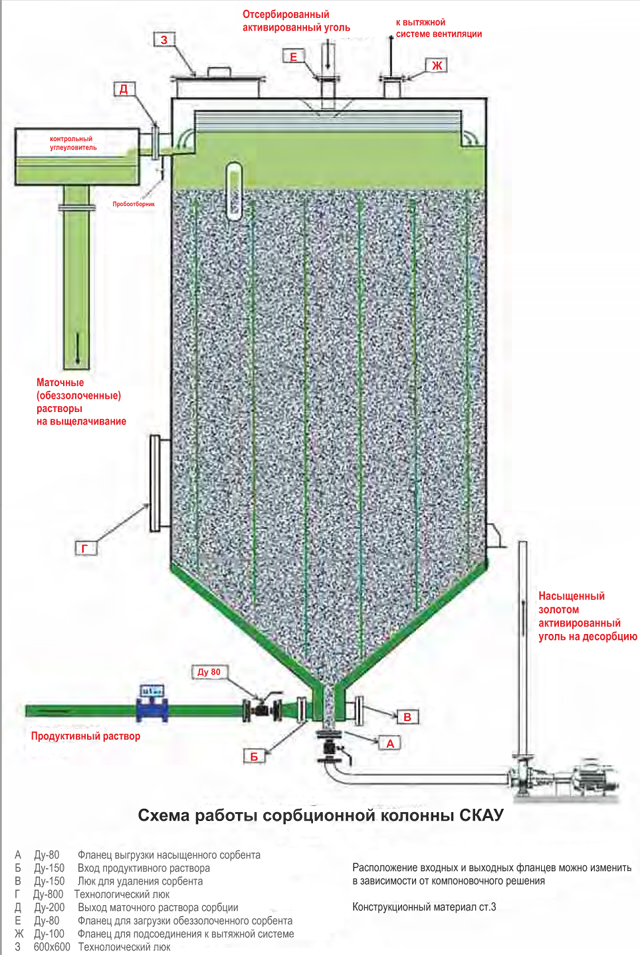 Отсербированный
активированный уголь
к вытяжной
системе вентиляции
З
Е
Ж
Д
контрольный
углеуловитель
Пробоотборник
Маточные
(обеззолоченные)
растворы
на выщелачивание
Г
Насыщенный
золотом
активированный
уголь на десорбцию
Ду 80
В
Продуктивный раствор
А
Б
Схема работы сорбционной колонны СКАУ
А Ду-80 Фланец выгрузки насыщенного сорбента
Б Ду-150 Вход продуктивного раствора
В Ду-150 Люк для удаления сорбента
Г Ду-800 Технологический люк
Д Ду-200 Выход маточного раствора сорбции
Е Ду-80 Фланец для загрузки обеззолоченного сорбента
Ж Ду-100 Фланец для подсоединения к вытяжной системе
З 600х600 Технолоический люк
Расположение входных и выходных фланцев можно изменить
в зависимости от компоновочного решения
Конструкционный материал ст.3